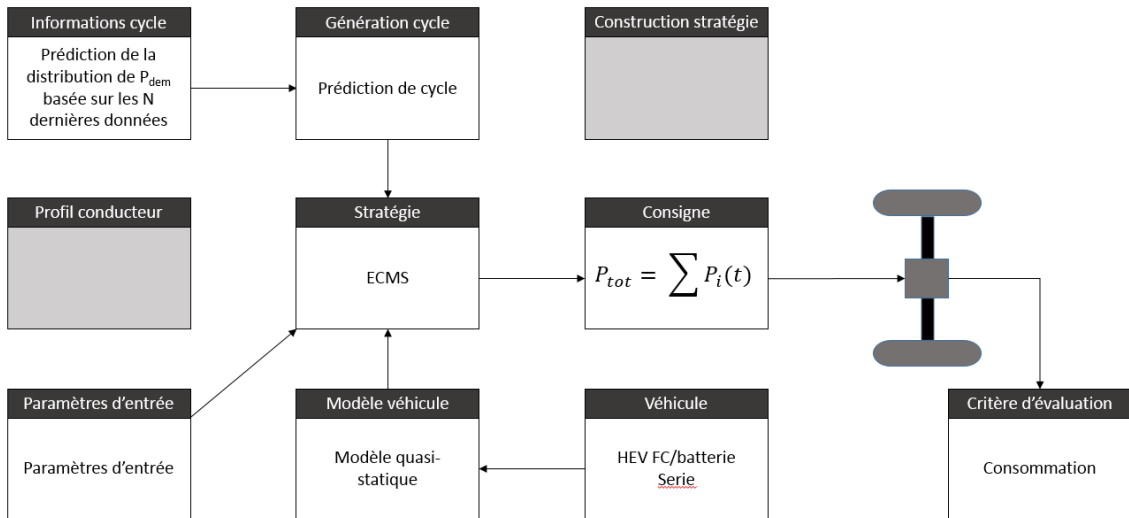 Informations cycle
Prédiction de la
distribution de P_dem
basée sur les N
dernières données
Génération cycle
Prédiction de cycle
Construction stratégie
Profil conducteur
Stratégie
ECMS
Consigne
P_tot = ∑ P_i(t)
Paramètres d'entrée
Paramètres d'entrée
Modèle véhicule
Modèle quasi-
statique
Véhicule
HEV FC/batterie
Serie
Critère d'évaluation
Consommation